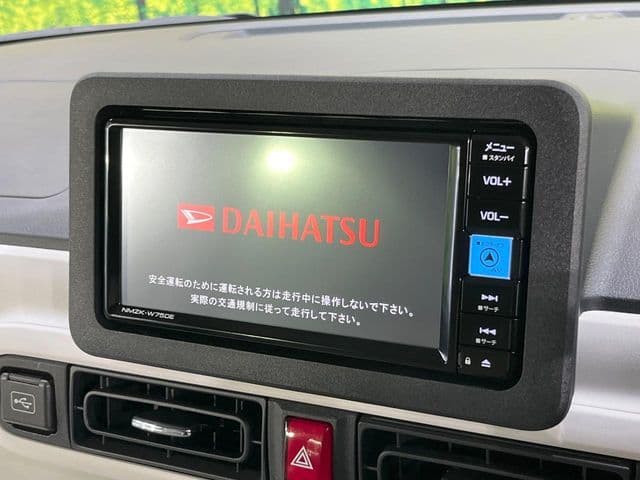 DAIHATSU
安全運転のために運転される方は走行中に操作しないで下さい。
実際の交通規制に従って走行して下さい。
NMZK-W75DE
メニュー
■ スタンバイ
VOL+
VOL−
■サーチ
■サーチ